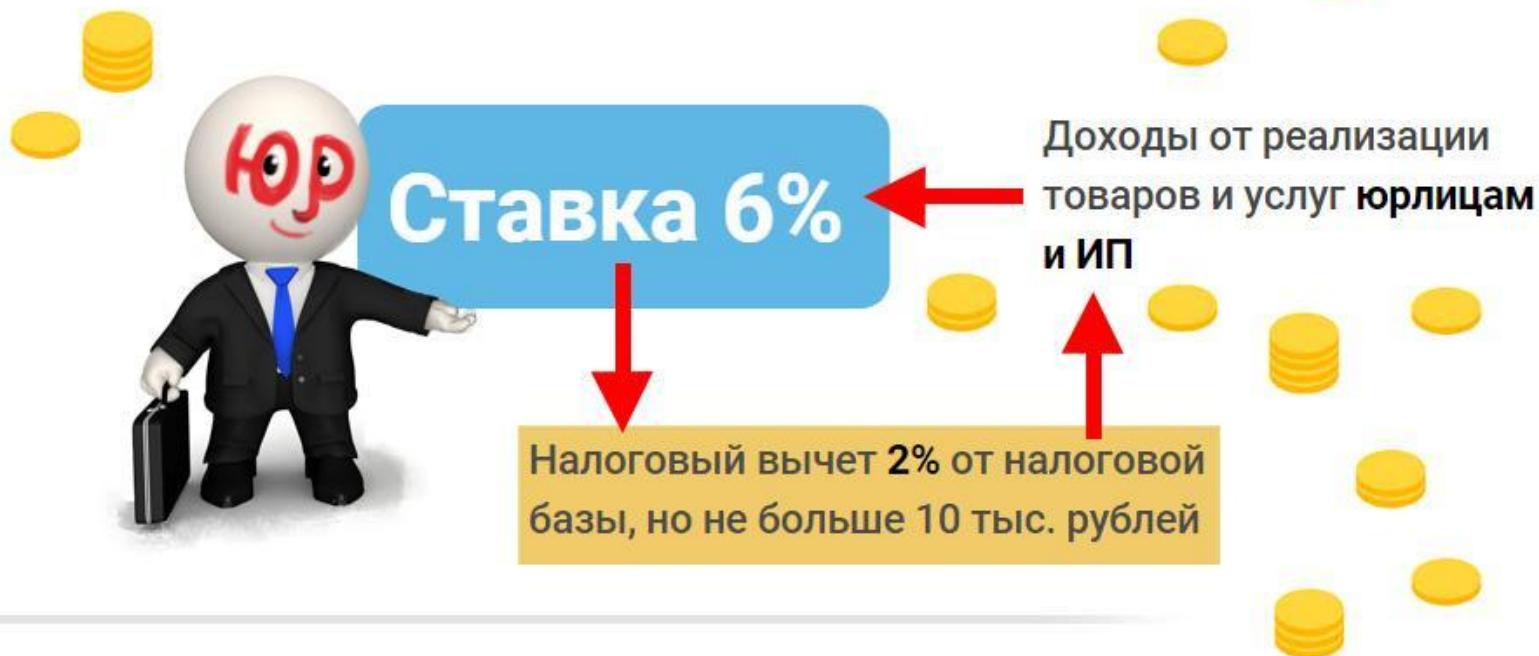 ЮР
Ставка 6%
Доходы от реализации
товаров и услуг юрлицам
и ИП
Налоговый вычет 2% от налоговой
базы, но не больше 10 тыс. рублей